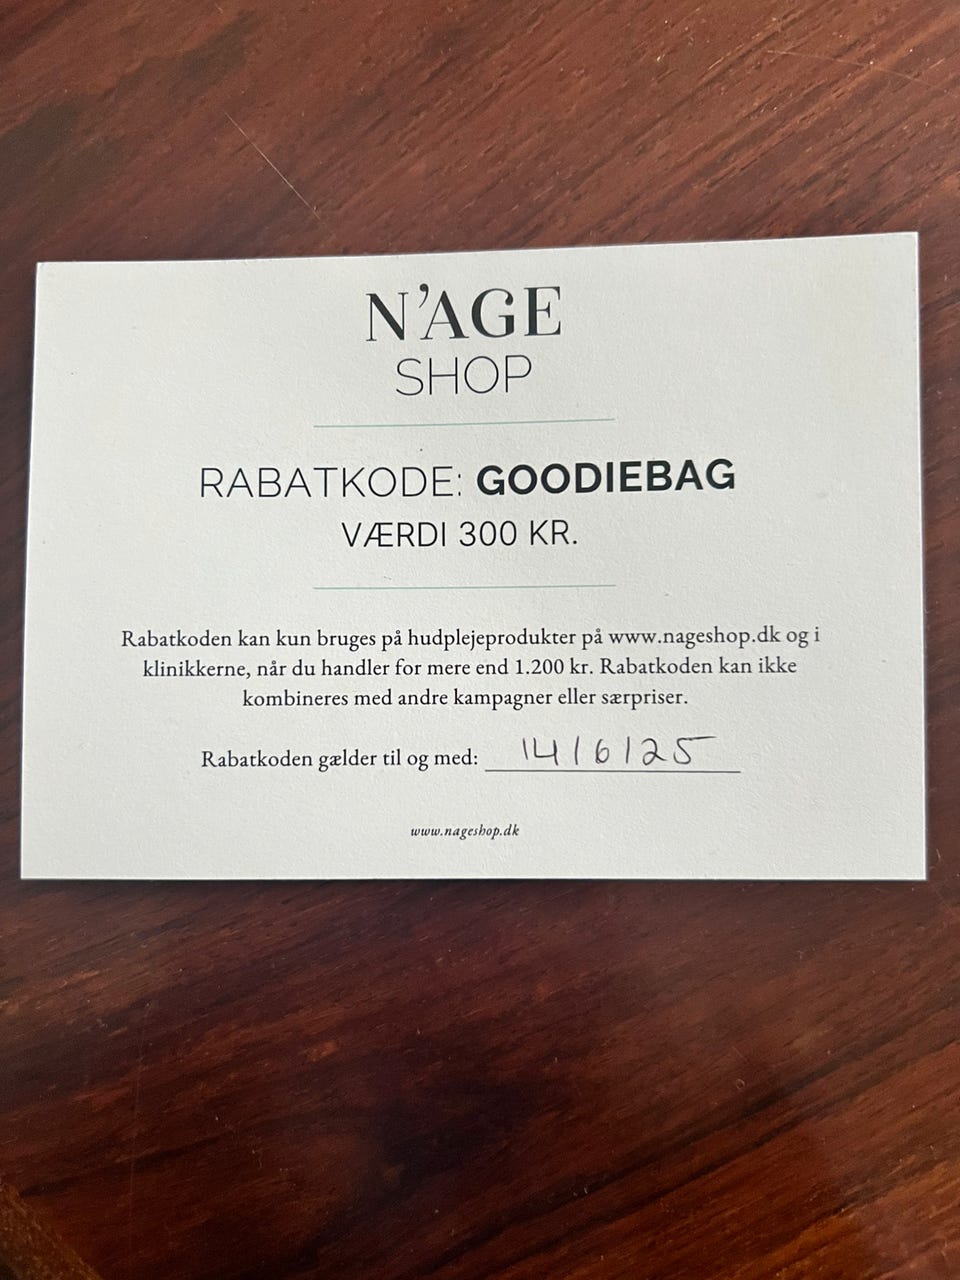 N'AGE
SHOP
RABATKODE: GOODIEBAG
VÆRDI 300 KR.
Rabatkoden kan kun bruges på hudplejeprodukter på www.nageshop.dk og i
klinikkerne, når du handler for mere end 1.200 kr. Rabatkoden kan ikke
kombineres med andre kampagner eller særpriser.
Rabatkoden gælder til og med: 14/6/25
www.nageshop.dk